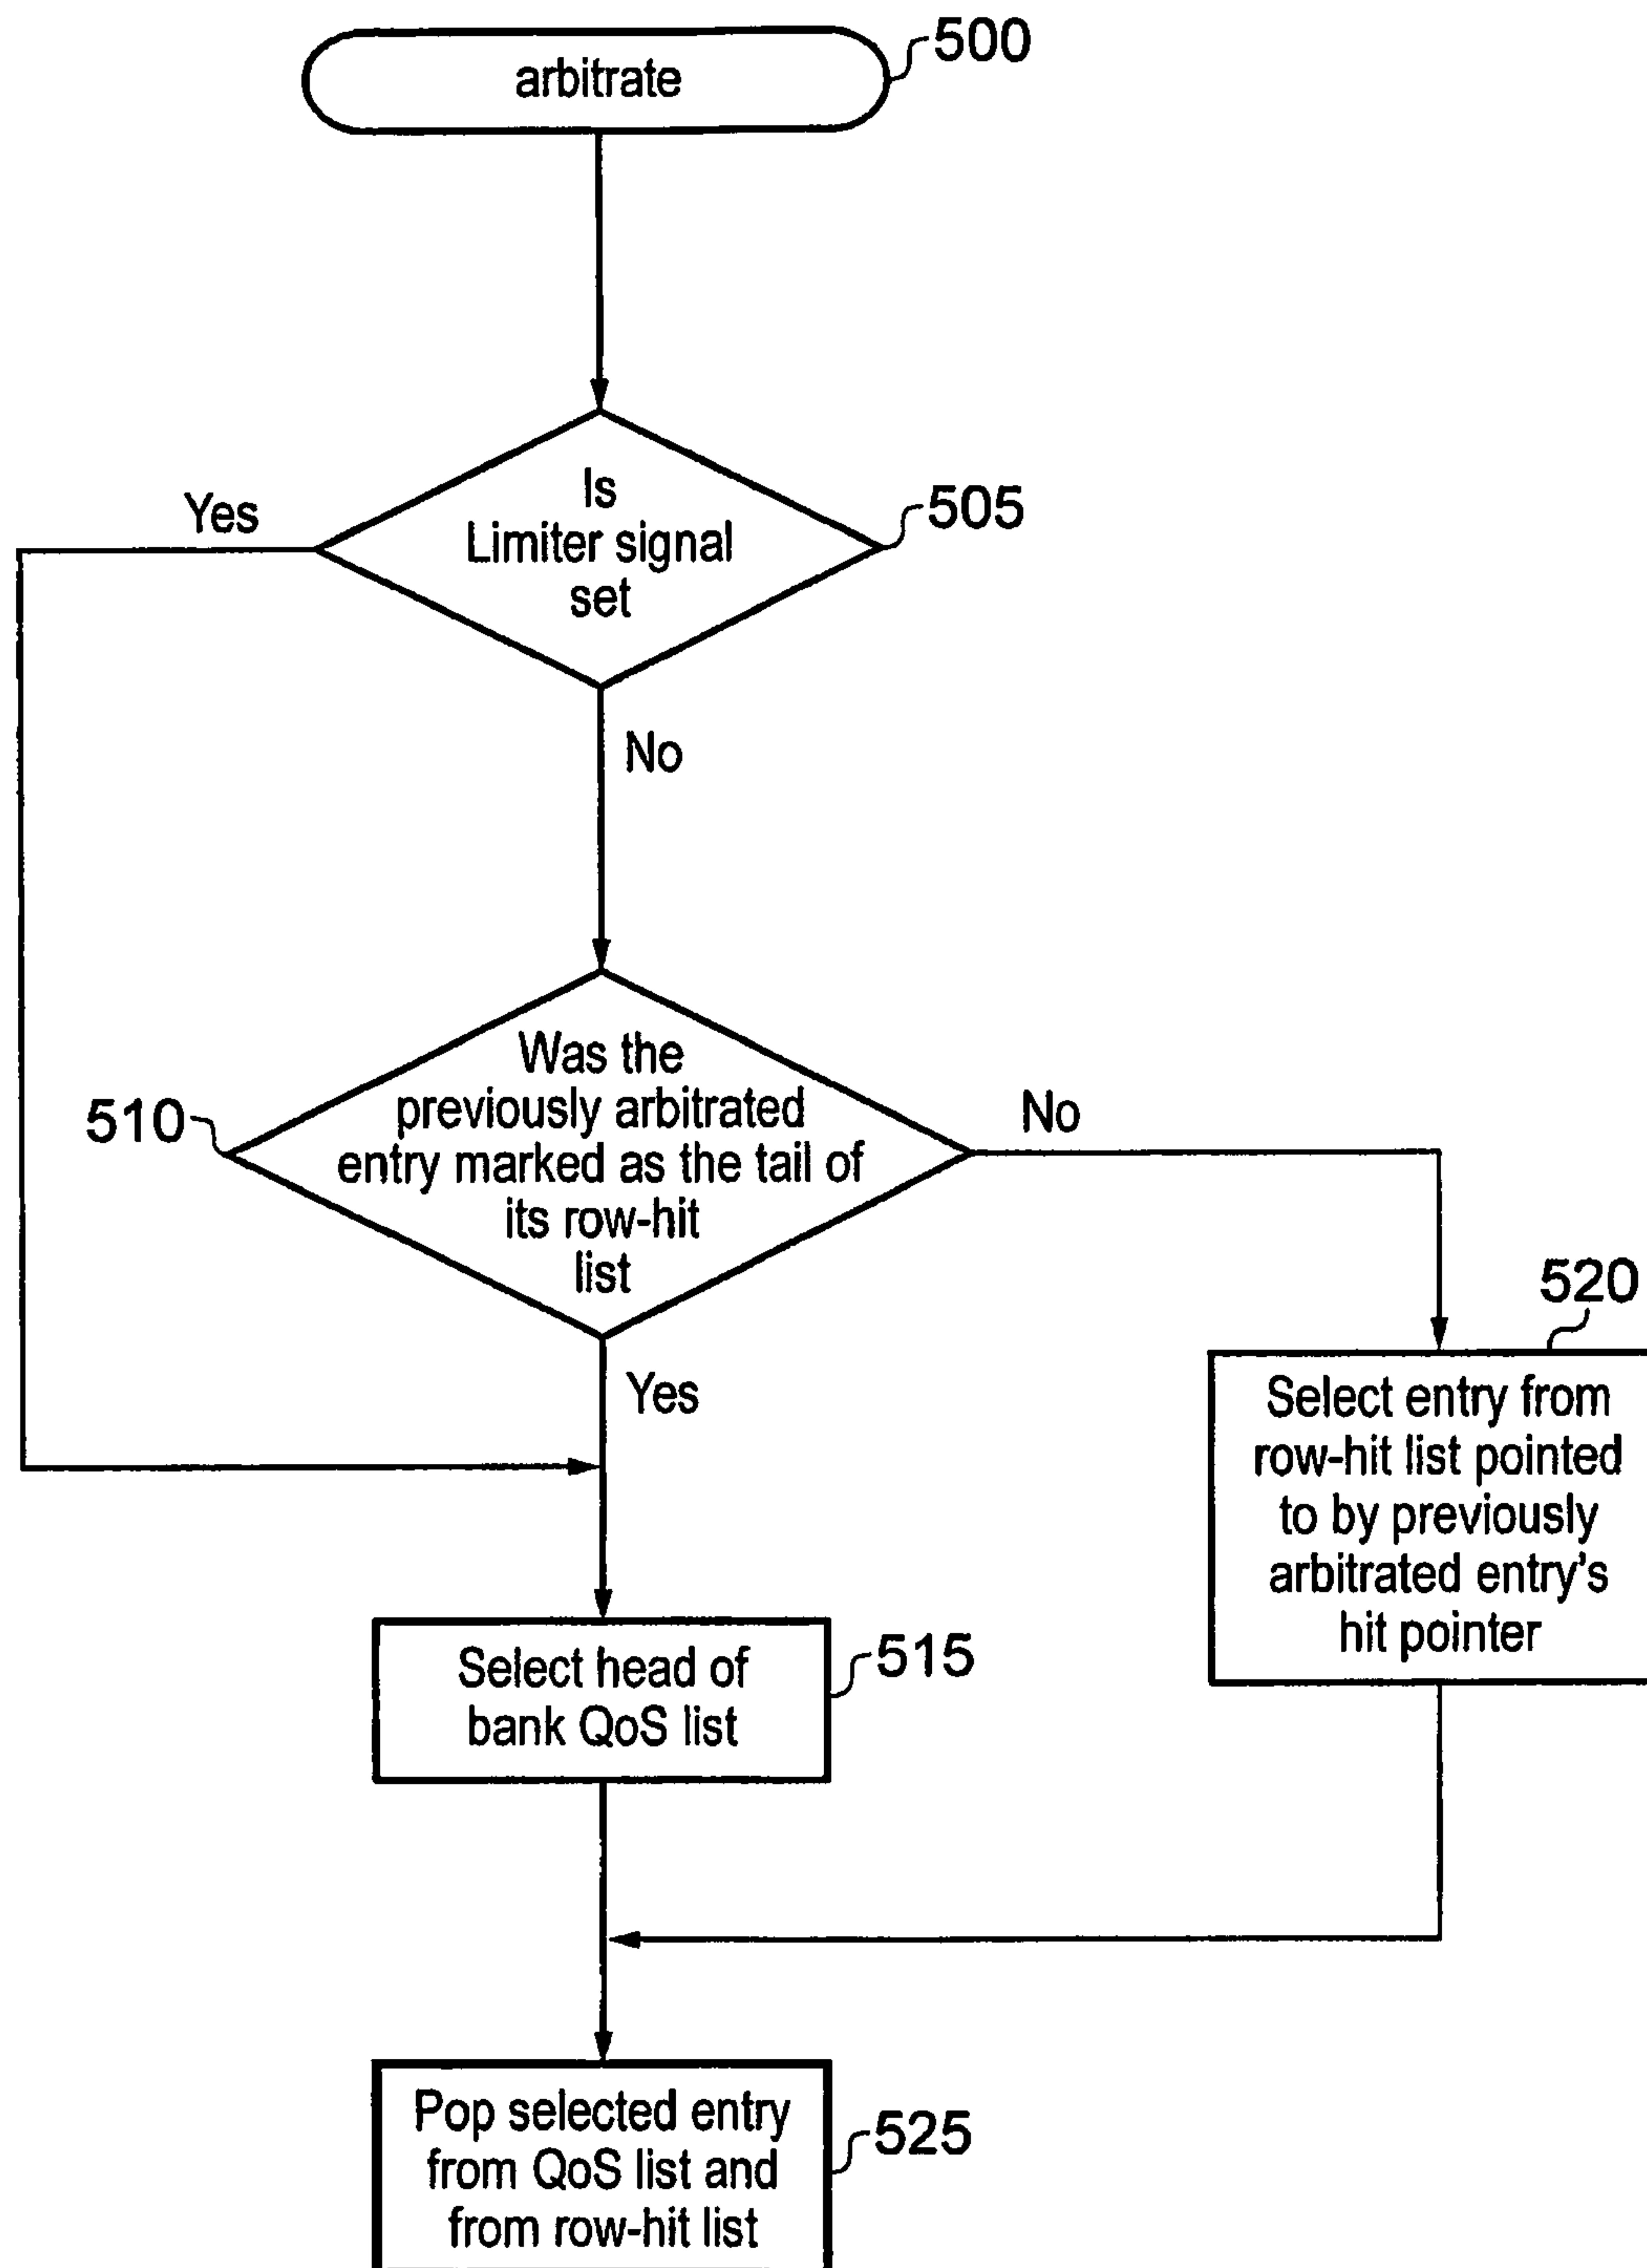 arbitrate
500
Is
Limiter signal
set
505
Yes
No
Was the
previously arbitrated
entry marked as the tail of
its row-hit
list
510
No
Yes
520
Select entry from
row-hit list pointed
to by previously
arbitrated entry's
hit pointer
Select head of
bank QoS list
515
Pop selected entry
from QoS list and
from row-hit list
525